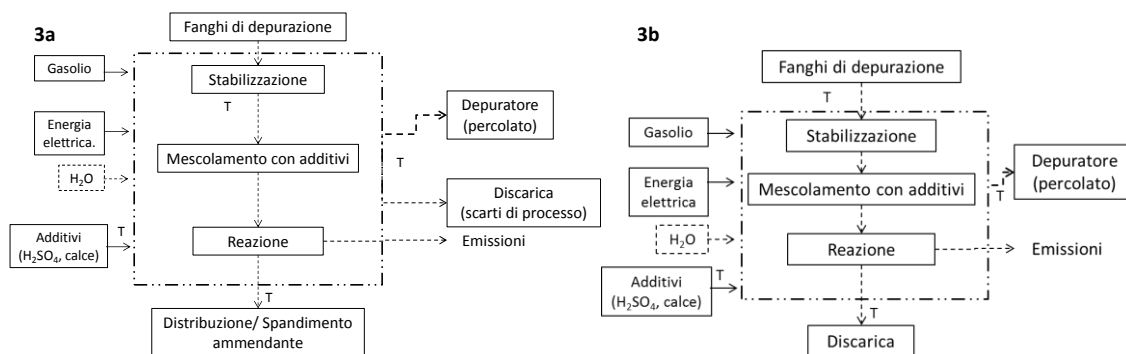 3a
Fanghi di depurazione
Gasolio
Stabilizzazione
T
Energia
elettrica.
Depuratore
(percolato)
Mescolamento con additivi
T
H₂O
Discarica
(scarti di processo)
Additivi
(H₂SO₄, calce)
T
Reazione
Emissioni
T
Distribuzione/ Spandimento
ammendante
3b
Fanghi di depurazione
T
Gasolio
Stabilizzazione
Energia
elettrica
Mescolamento con additivi
Depuratore
(percolato)
T
H₂O
Reazione
Emissioni
Additivi
(H₂SO₄, calce)
T
T
Discarica